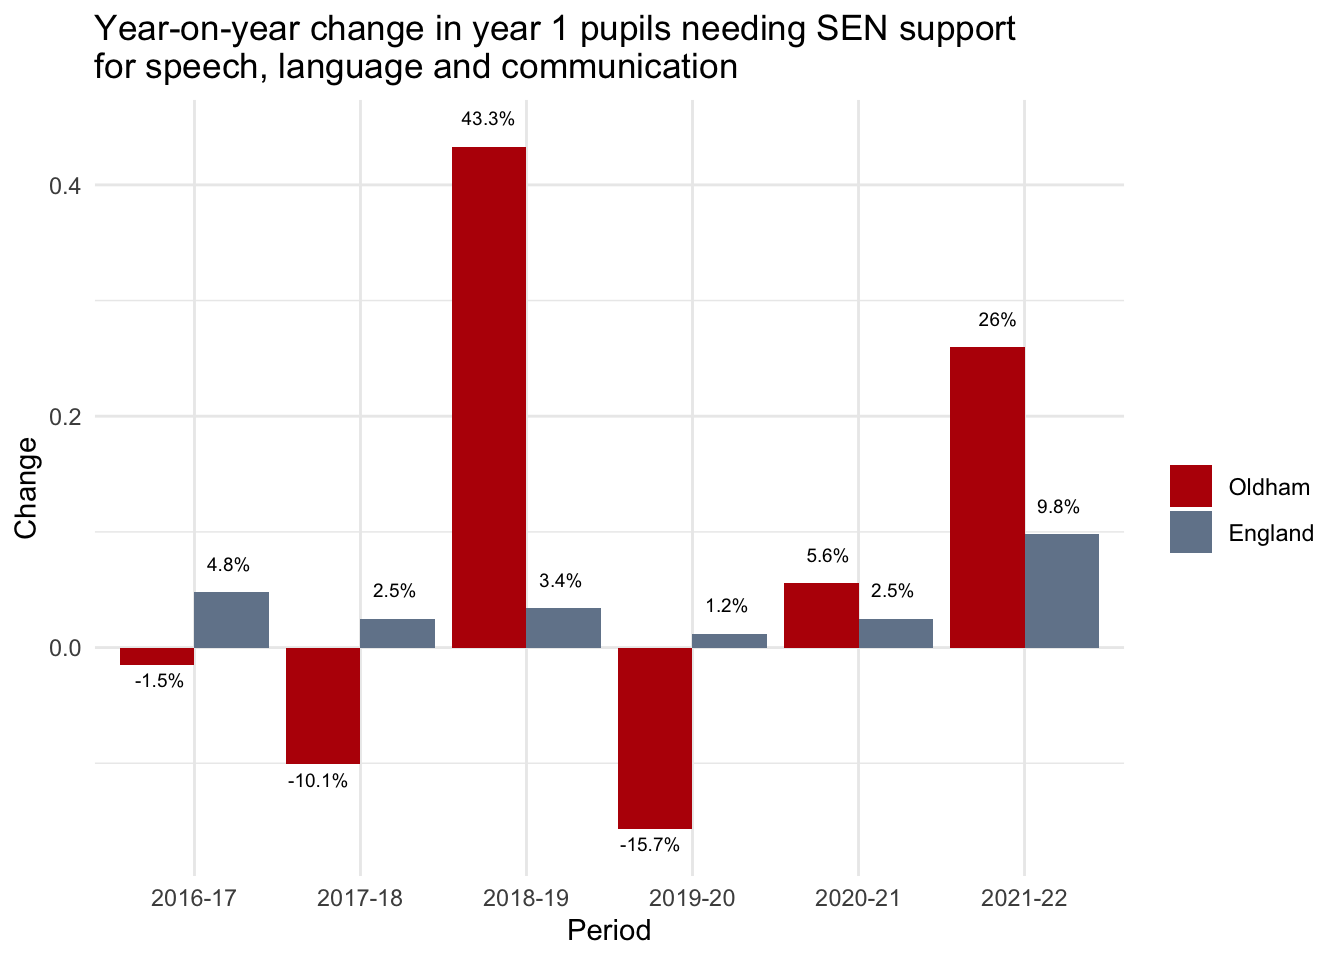 Year-on-year change in year 1 pupils needing SEN support
for speech, language and communication
43.3%
0.4
26%
0.2
Change
Oldham
9.8%
England
5.6%
4.8%
3.4%
2.5%
2.5%
1.2%
0.0
-1.5%
-10.1%
-15.7%
2016-17 2017-18 2018-19 2019-20 2020-21 2021-22
Period